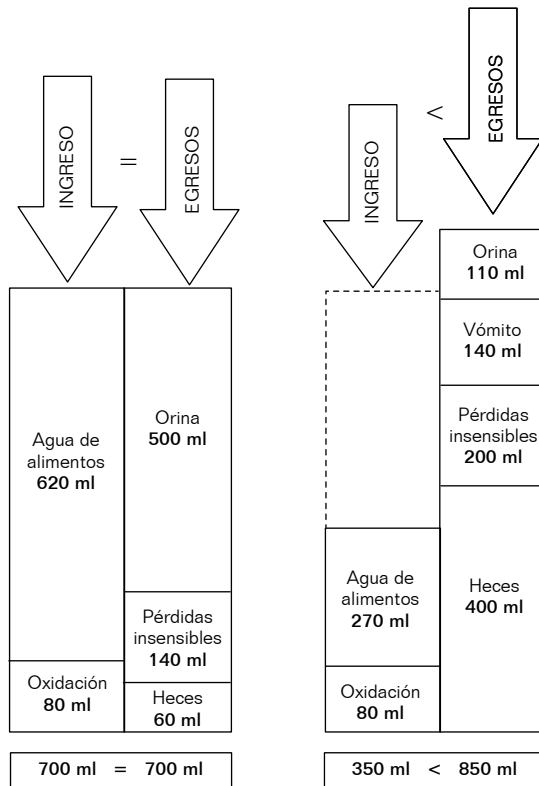 INGRESO
=
EGRESOS
Agua de
alimentos
620 ml
Oxidación
80 ml
Orina
500 ml
Pérdidas
insensibles
140 ml
Heces
60 ml
700 ml = 700 ml
INGRESO
<
EGRESOS
Agua de
alimentos
270 ml
Oxidación
80 ml
Orina
110 ml
Vómito
140 ml
Pérdidas
insensibles
200 ml
Heces
400 ml
350 ml < 850 ml